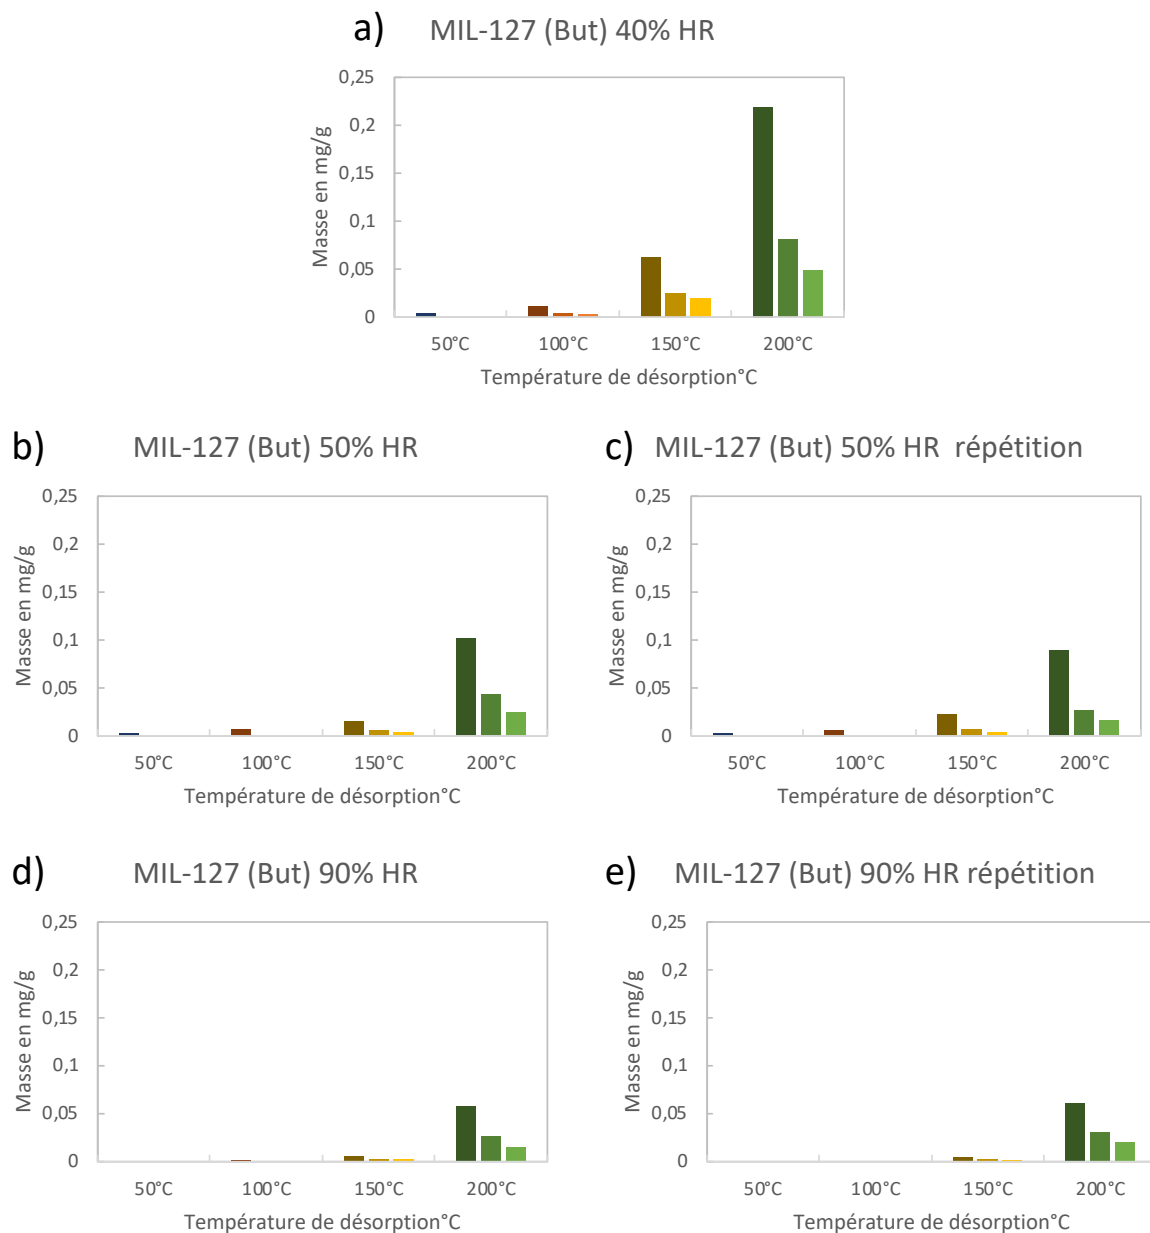 a) MIL-127 (But) 40% HR
0,25
0,2
0,15
0,1
0,05
0
Masse en mg/g
50°C 100°C 150°C 200°C
Température de désorption°C
b) MIL-127 (But) 50% HR
0,25
0,2
0,15
0,1
0,05
0
Masse en mg/g
50°C 100°C 150°C 200°C
Température de désorption°C
c) MIL-127 (But) 50% HR répétition
0,25
0,2
0,15
0,1
0,05
0
Masse en mg/g
50°C 100°C 150°C 200°C
Température de désorption°C
d) MIL-127 (But) 90% HR
0,25
0,2
0,15
0,1
0,05
0
Masse en mg/g
50°C 100°C 150°C 200°C
Température de désorption°C
e) MIL-127 (But) 90% HR répétition
0,25
0,2
0,15
0,1
0,05
0
Masse en mg/g
50°C 100°C 150°C 200°C
Température de désorption°C